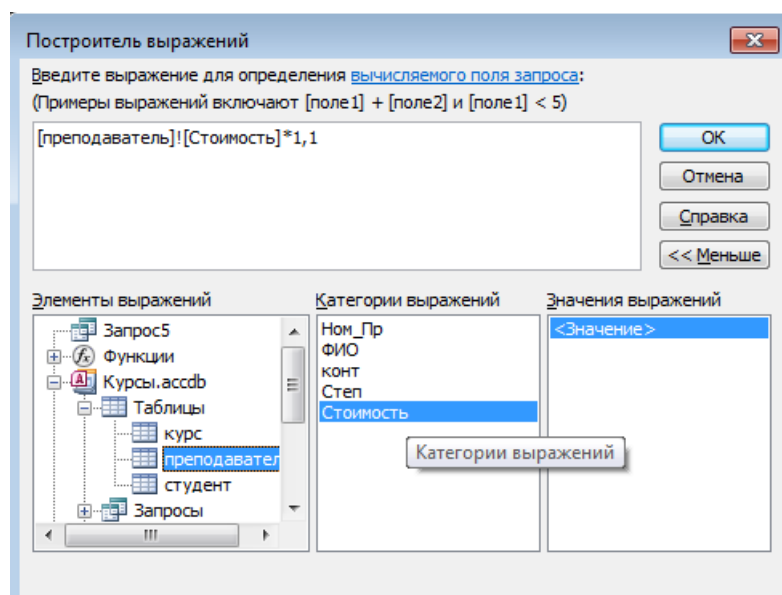 Построитель выражений
Введите выражение для определения вычисляемого поля запроса:
(Примеры выражений включают [поле1] + [поле2] и [поле1] < 5)
[преподаватель]![Стоимость]*1,1
OK
Отмена
Справка
<< Меньше
Элементы выражений
Категории выражений
Значения выражений
Запрос5
Функции
Курсы.accdb
Таблицы
курс
преподавател
студент
Запросы
Ном_Пр
ФИО
конт
Степ
Стоимость
Категории выражений
<Значение>